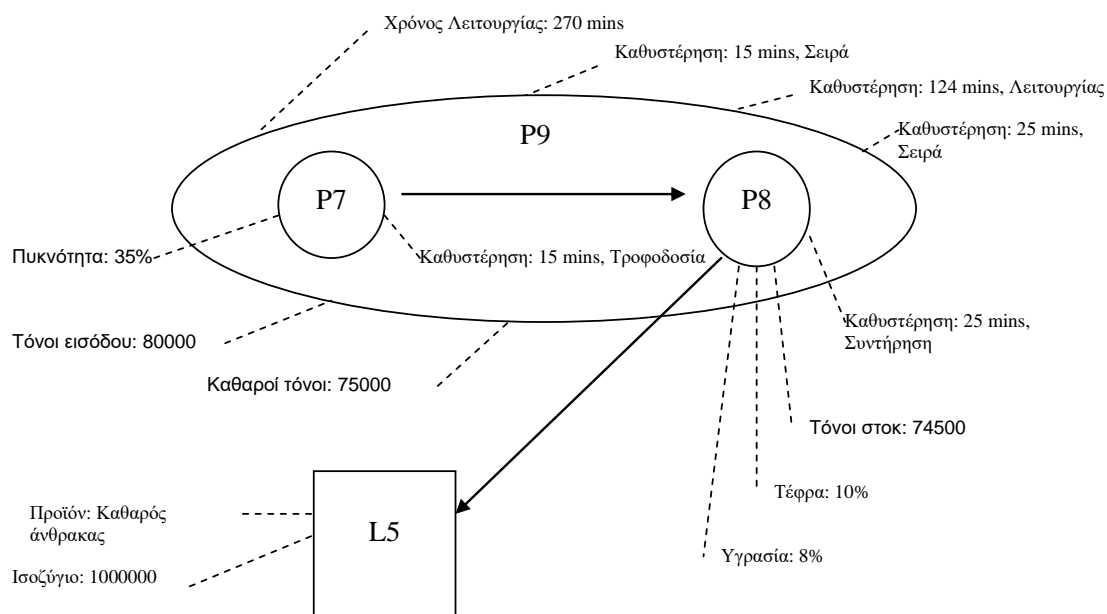 Χρόνος Λειτουργίας: 270 mins
Καθυστέρηση: 15 mins, Σειρά
Καθυστέρηση: 124 mins, Λειτουργίας
Καθυστέρηση: 25 mins,
Σειρά
P9
P7
P8
Πυκνότητα: 35%
Καθυστέρηση: 15 mins, Τροφοδοσία
Τόνοι εισόδου: 80000
Καθυστέρηση: 25 mins,
Συντήρηση
Καθαροί τόνοι: 75000
Τόνοι στοκ: 74500
Τέφρα: 10%
Προϊόν: Καθαρός
άνθρακας
L5
Υγρασία: 8%
Ισοζύγιο: 1000000